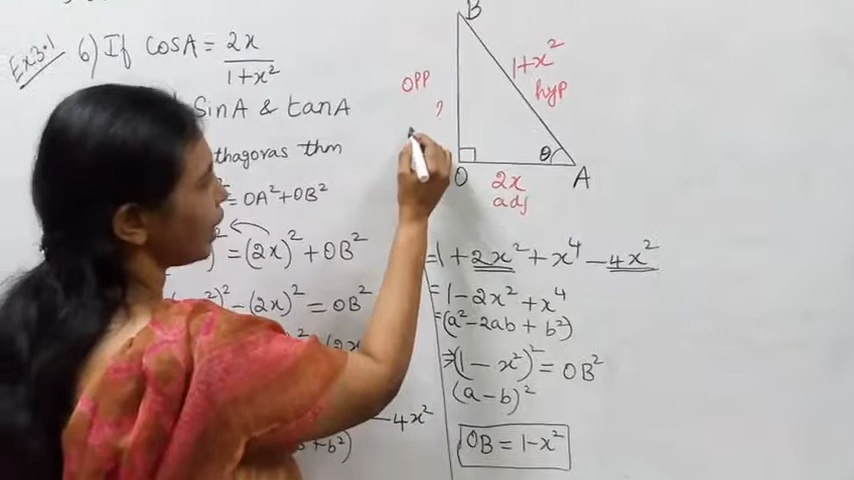 Ex3.1 6) If cosA = 2x / 1+x²
SinA & tanA
thagoras thm
= OA² + OB²
= (2x)² + OB²
² - (2x)² = OB²
- 4x²
+ b²)
B
1+x²
hyp
OPP
?
θ
O
A
2x
adj
= 1 + 2x² + x⁴ - 4x²
= 1 - 2x² + x⁴
= (a² - 2ab + b²)
⇒ (1 - x²)² = OB²
(a - b)²
OB = 1 - x²